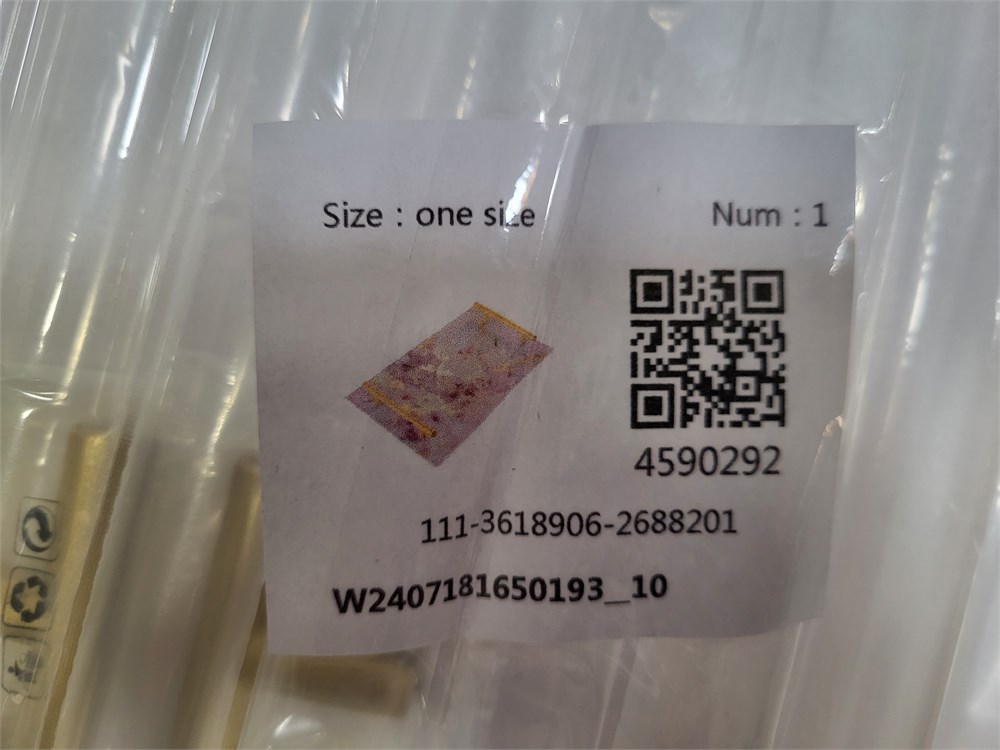 Size : one size
Num : 1
4590292
111-3618906-2688201
W2407181650193_10